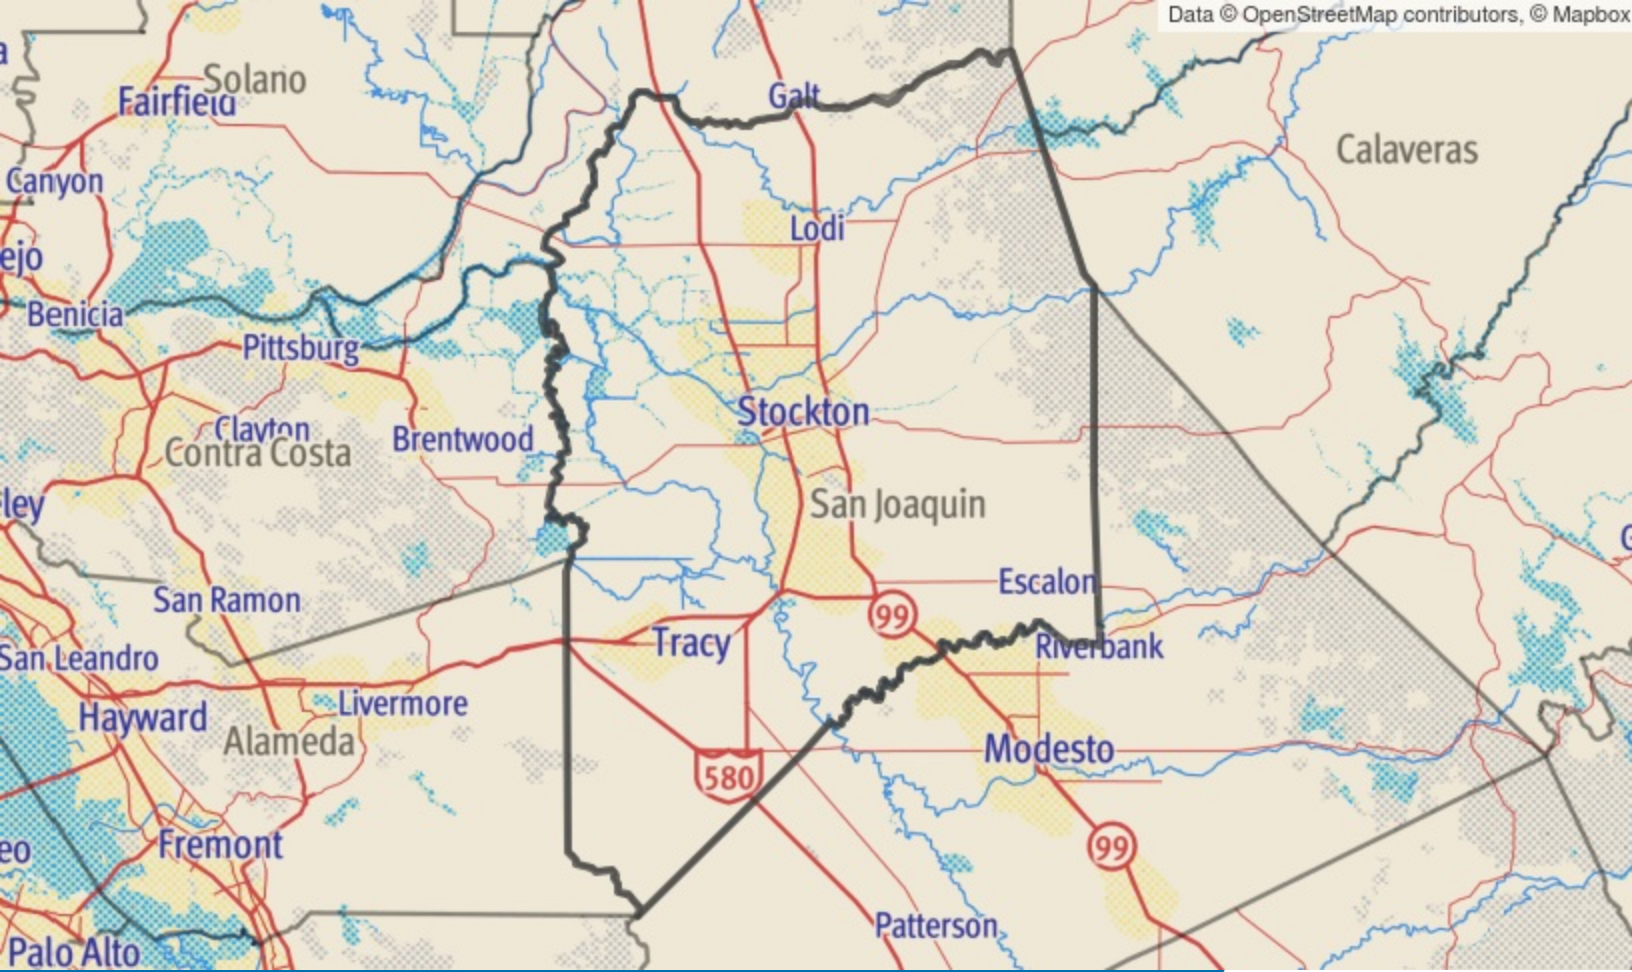 Data © OpenStreetMap contributors, © Mapbox
Solano
Fairfield
Galt
Calaveras
Canyon
Lodi
ejo
Benicia
Pittsburg
Stockton
Clayton
Brentwood
Contra Costa
ley
San Joaquin
Escalon
San Ramon
99
Tracy
Riverbank
San Leandro
Livermore
Hayward
Alameda
Modesto
580
Fremont
99
eo
Patterson
Palo Alto